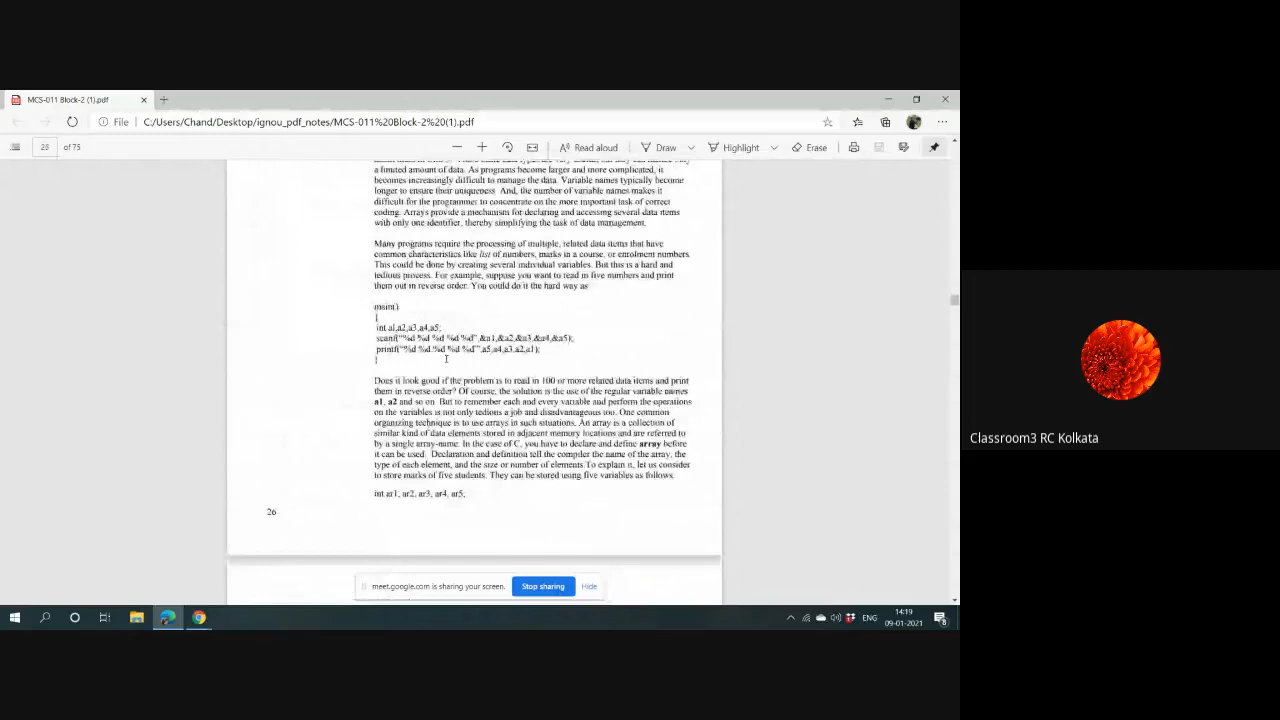 MCS-011 Block-2 (1).pdf
File C:/Users/Chand/Desktop/ignou_pdf_notes/MCS-011%20Block-2%20(1).pdf
28 of 75 Read aloud Draw Highlight Erase
a limited amount of data. As programs become larger and more complicated, it
becomes increasingly difficult to manage the data. Variable names typically become
longer to ensure their uniqueness. And, the number of variable names makes it
difficult for the programmer to concentrate on the more important task of correct
coding. Arrays provide a mechanism for declaring and accessing several data items
with only one identifier, thereby simplifying the task of data management.
Many programs require the processing of multiple, related data items that have
common characteristics like list of numbers, marks in a course, or enrolment numbers.
This could be done by creating several individual variables. But this is a hard and
tedious process. For example, suppose you want to read in five numbers and print
them out in reverse order. You could do it the hard way as
main()
{
int a1,a2,a3,a4,a5;
scanf("%d %d %d %d %d",&a1,&a2,&a3,&a4,&a5);
printf("%d %d %d %d %d",a5,a4,a3,a2,a1);
}
Does it look good if the problem is to read in 100 or more related data items and print
them in reverse order? Of course, the solution is the use of the regular variable names
a1, a2 and so on. But to remember each and every variable and perform the operations
on the variables is not only tedious a job and disadvantageous too. One common
organizing technique is to use arrays in such situations. An array is a collection of
similar kind of data elements stored in adjacent memory locations and are referred to
by a single array-name. In the case of C, you have to declare and define array before
it can be used. Declaration and definition tell the compiler the name of the array, the
type of each element, and the size or number of elements. To explain it, let us consider
to store marks of five students. They can be stored using five variables as follows:
int ar1, ar2, ar3, ar4, ar5;
26
meet.google.com is sharing your screen. Stop sharing Hide
ENG 14:19
09-01-2021
Classroom3 RC Kolkata